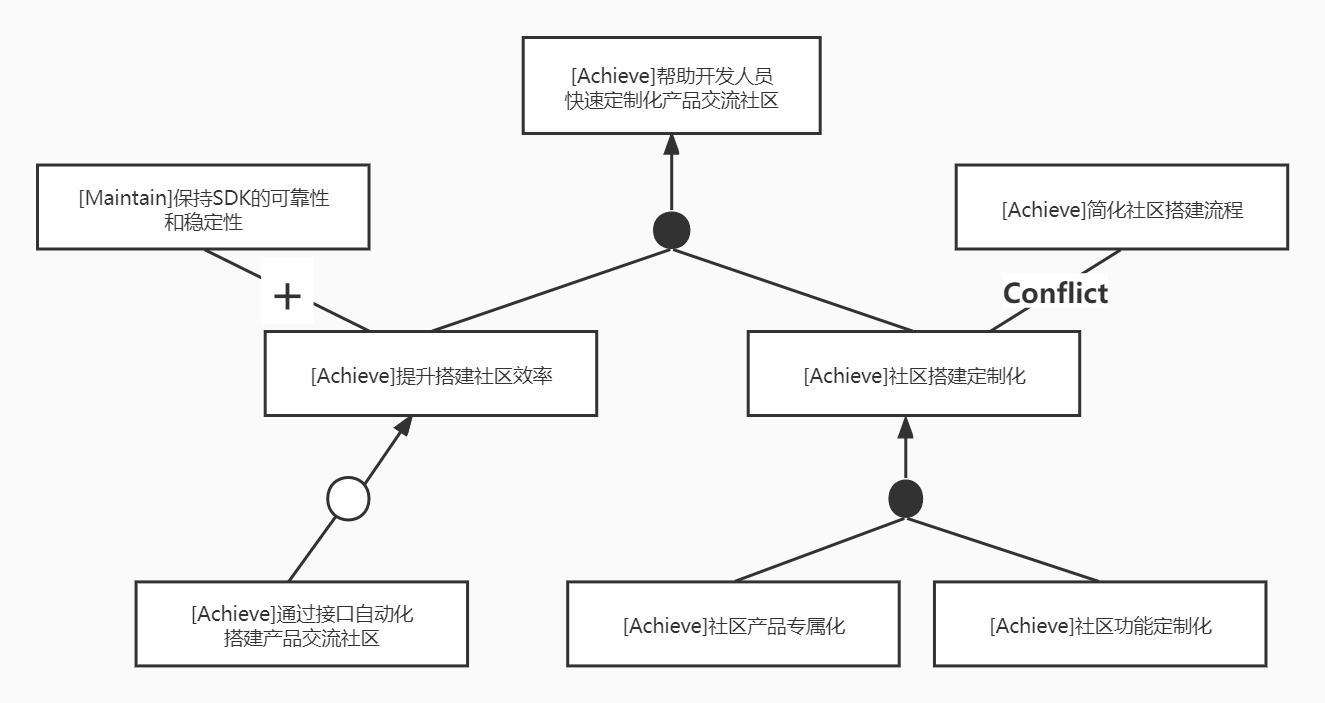 [Achieve]帮助开发人员
快速定制化产品交流社区
[Maintain]保持SDK的可靠性
和稳定性
[Achieve]简化社区搭建流程
+
Conflict
[Achieve]提升搭建社区效率
[Achieve]社区搭建定制化
[Achieve]通过接口自动化
搭建产品交流社区
[Achieve]社区产品专属化
[Achieve]社区功能定制化